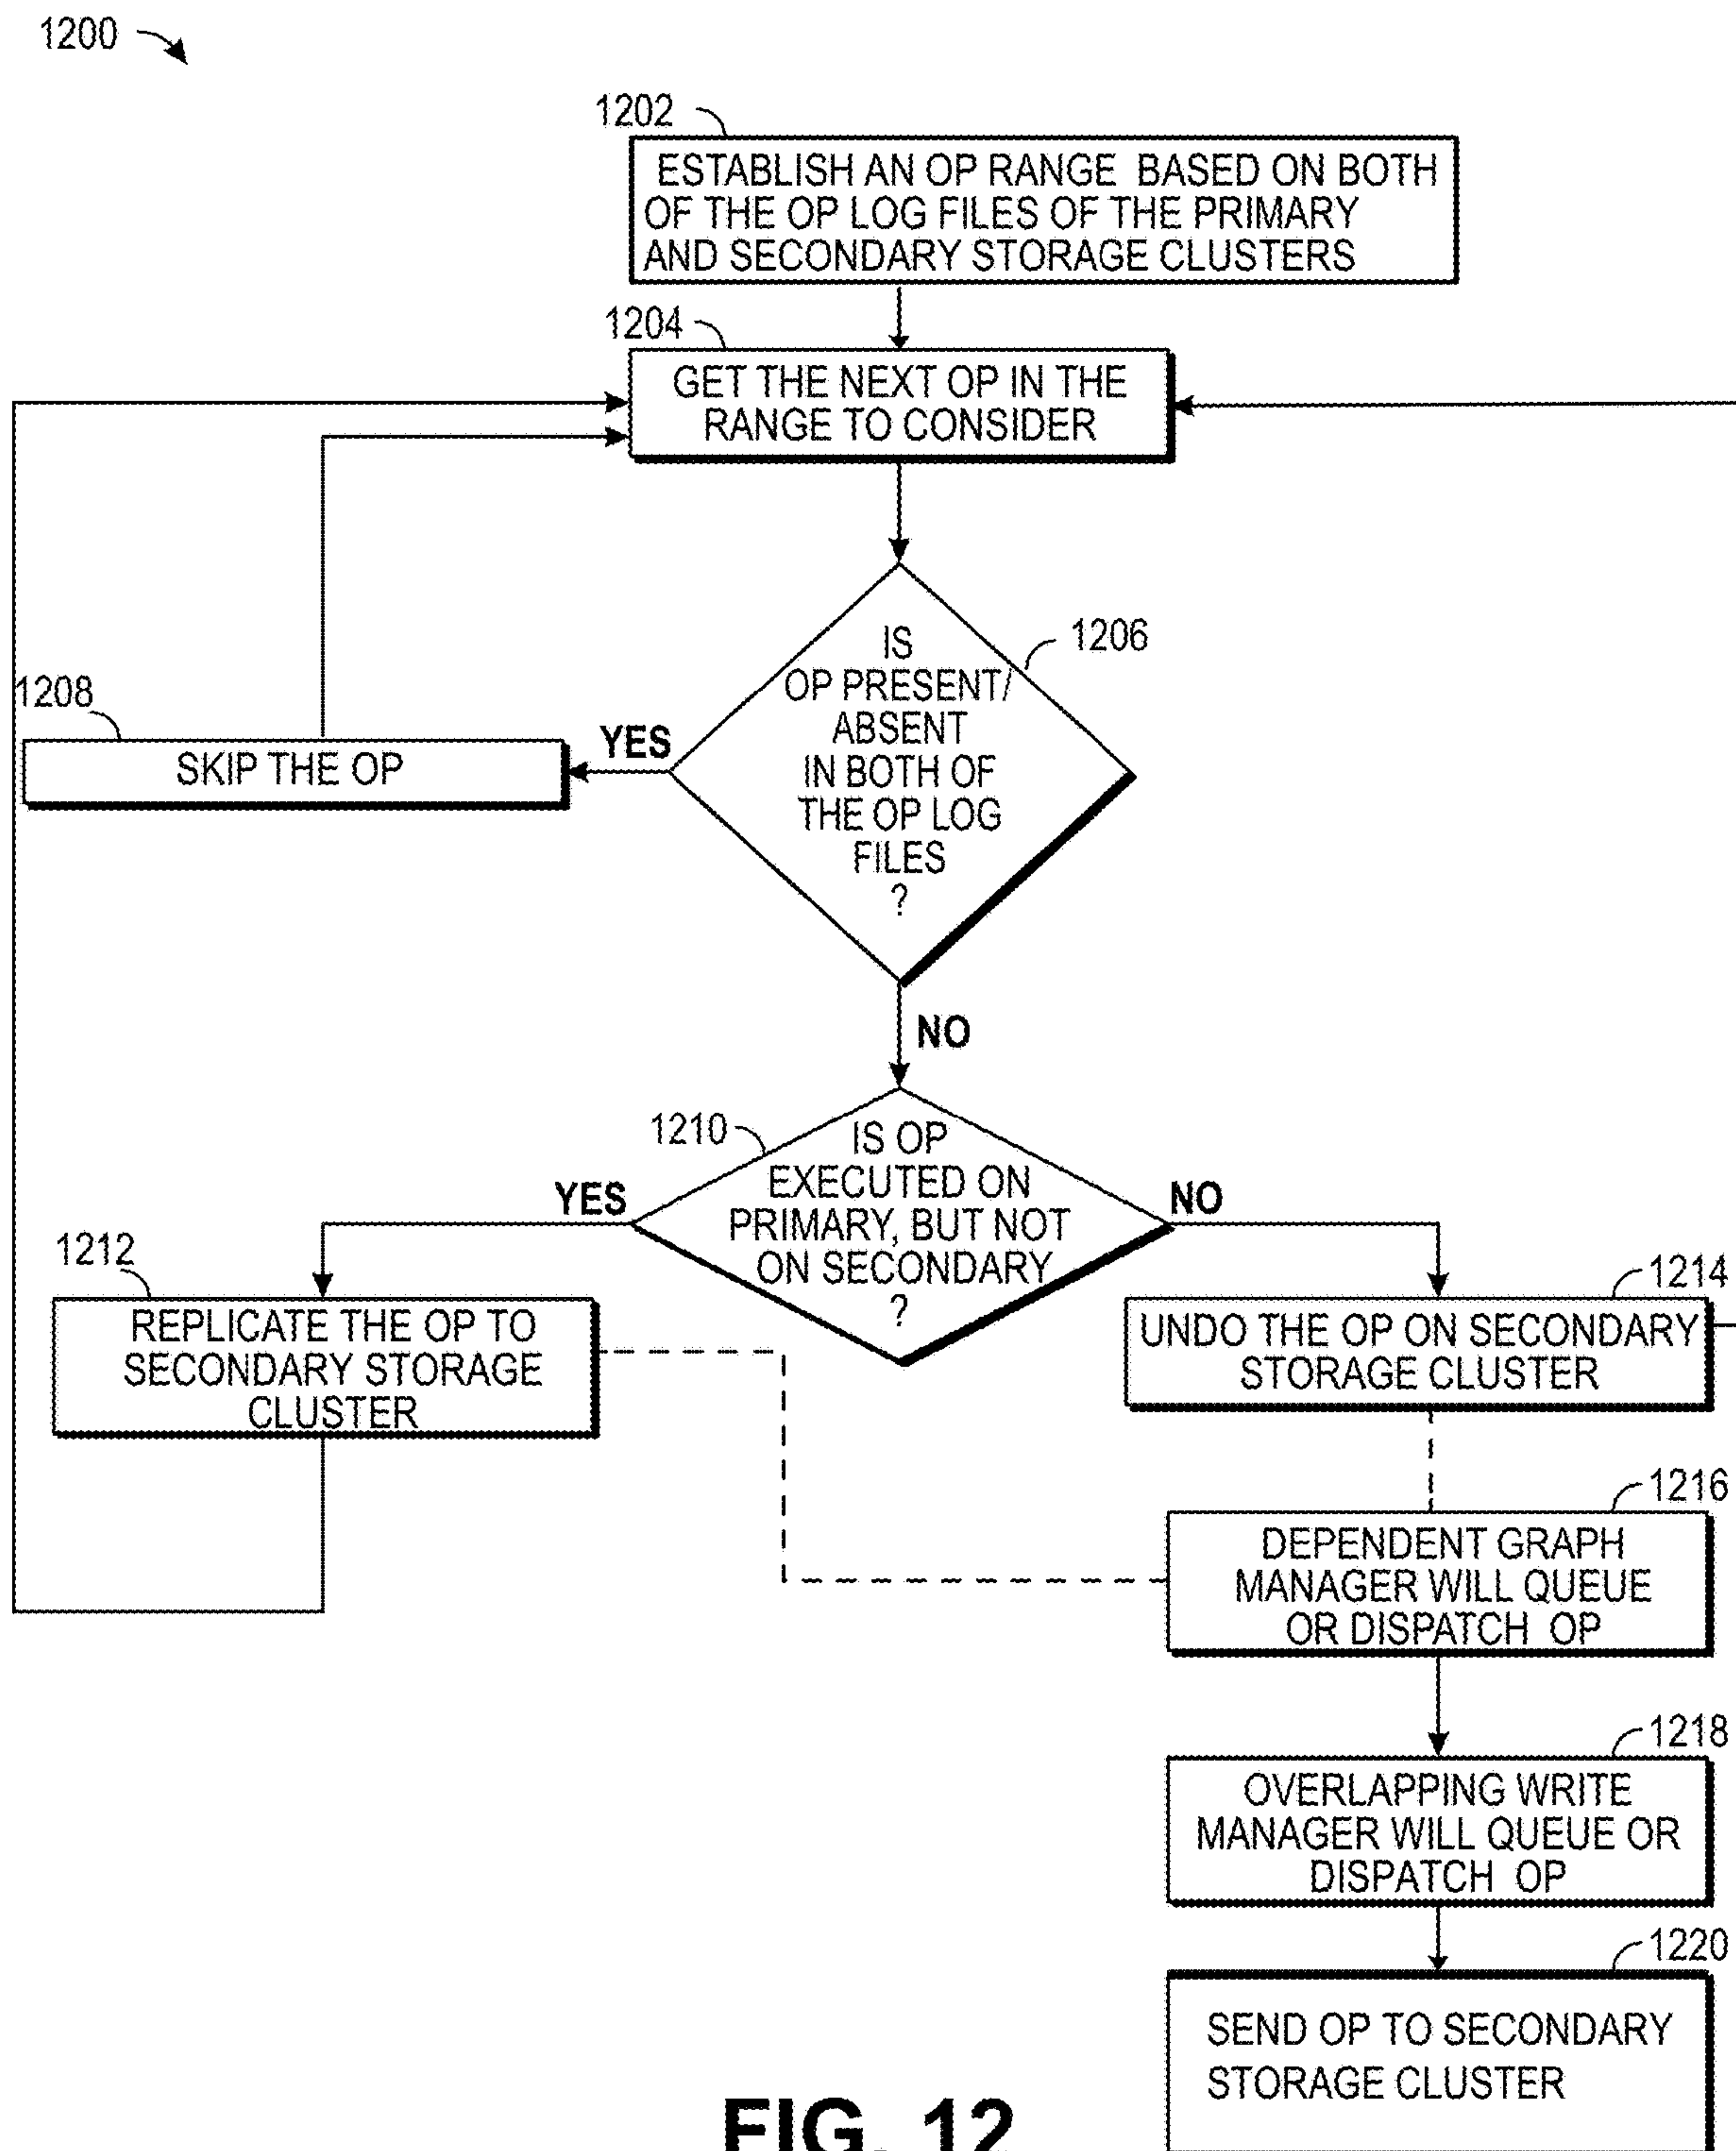 1200
1202
ESTABLISH AN OP RANGE BASED ON BOTH
OF THE OP LOG FILES OF THE PRIMARY
AND SECONDARY STORAGE CLUSTERS
1204
GET THE NEXT OP IN THE
RANGE TO CONSIDER
1206
IS
OP PRESENT/
ABSENT
IN BOTH OF
THE OP LOG
FILES
?
1208
YES
SKIP THE OP
NO
1210
IS OP
EXECUTED ON
PRIMARY, BUT NOT
ON SECONDARY
?
YES
NO
1212
REPLICATE THE OP TO
SECONDARY STORAGE
CLUSTER
1214
UNDO THE OP ON SECONDARY
STORAGE CLUSTER
1216
DEPENDENT GRAPH
MANAGER WILL QUEUE
OR DISPATCH OP
1218
OVERLAPPING WRITE
MANAGER WILL QUEUE OR
DISPATCH OP
1220
SEND OP TO SECONDARY
STORAGE CLUSTER
FIG. 12